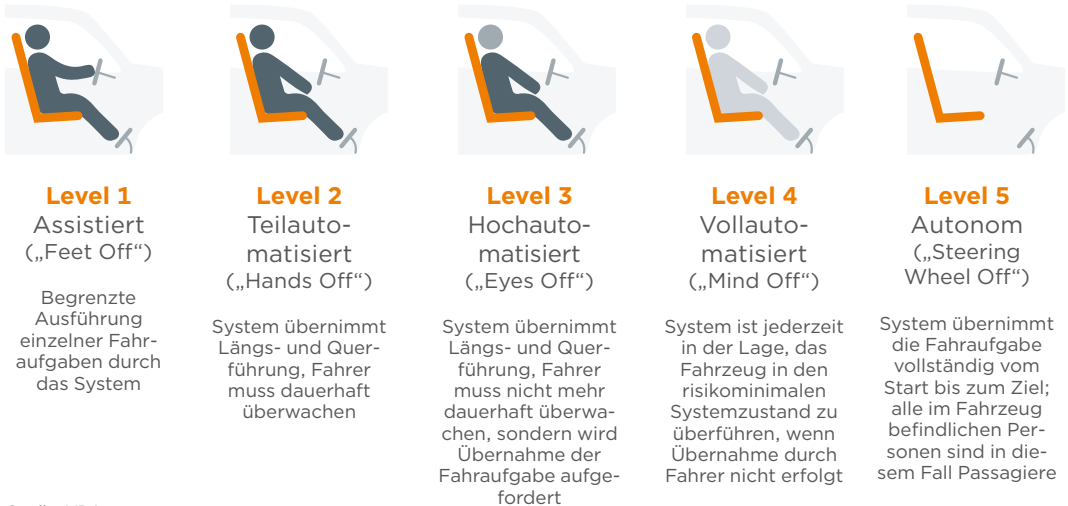 Level 1
Assistiert
(„Feet Off“)
Begrenzte
Ausführung
einzelner Fahr-
aufgaben durch
das System
Level 2
Teilauto-
matisiert
(„Hands Off“)
System übernimmt
Längs- und Quer-
führung, Fahrer
muss dauerhaft
überwachen
Level 3
Hochauto-
matisiert
(„Eyes Off“)
System übernimmt
Längs- und Quer-
führung, Fahrer
muss nicht mehr
dauerhaft überwa-
chen, sondern wird
Übernahme der
Fahraufgabe aufge-
fordert
Level 4
Vollauto-
matisiert
(„Mind Off“)
System ist jederzeit
in der Lage, das
Fahrzeug in den
risikominimalen
Systemzustand zu
überführen, wenn
Übernahme durch
Fahrer nicht erfolgt
Level 5
Autonom
(„Steering
Wheel Off“)
System übernimmt
die Fahraufgabe
vollständig vom
Start bis zum Ziel;
alle im Fahrzeug
befindlichen Per-
sonen sind in die-
sem Fall Passagiere